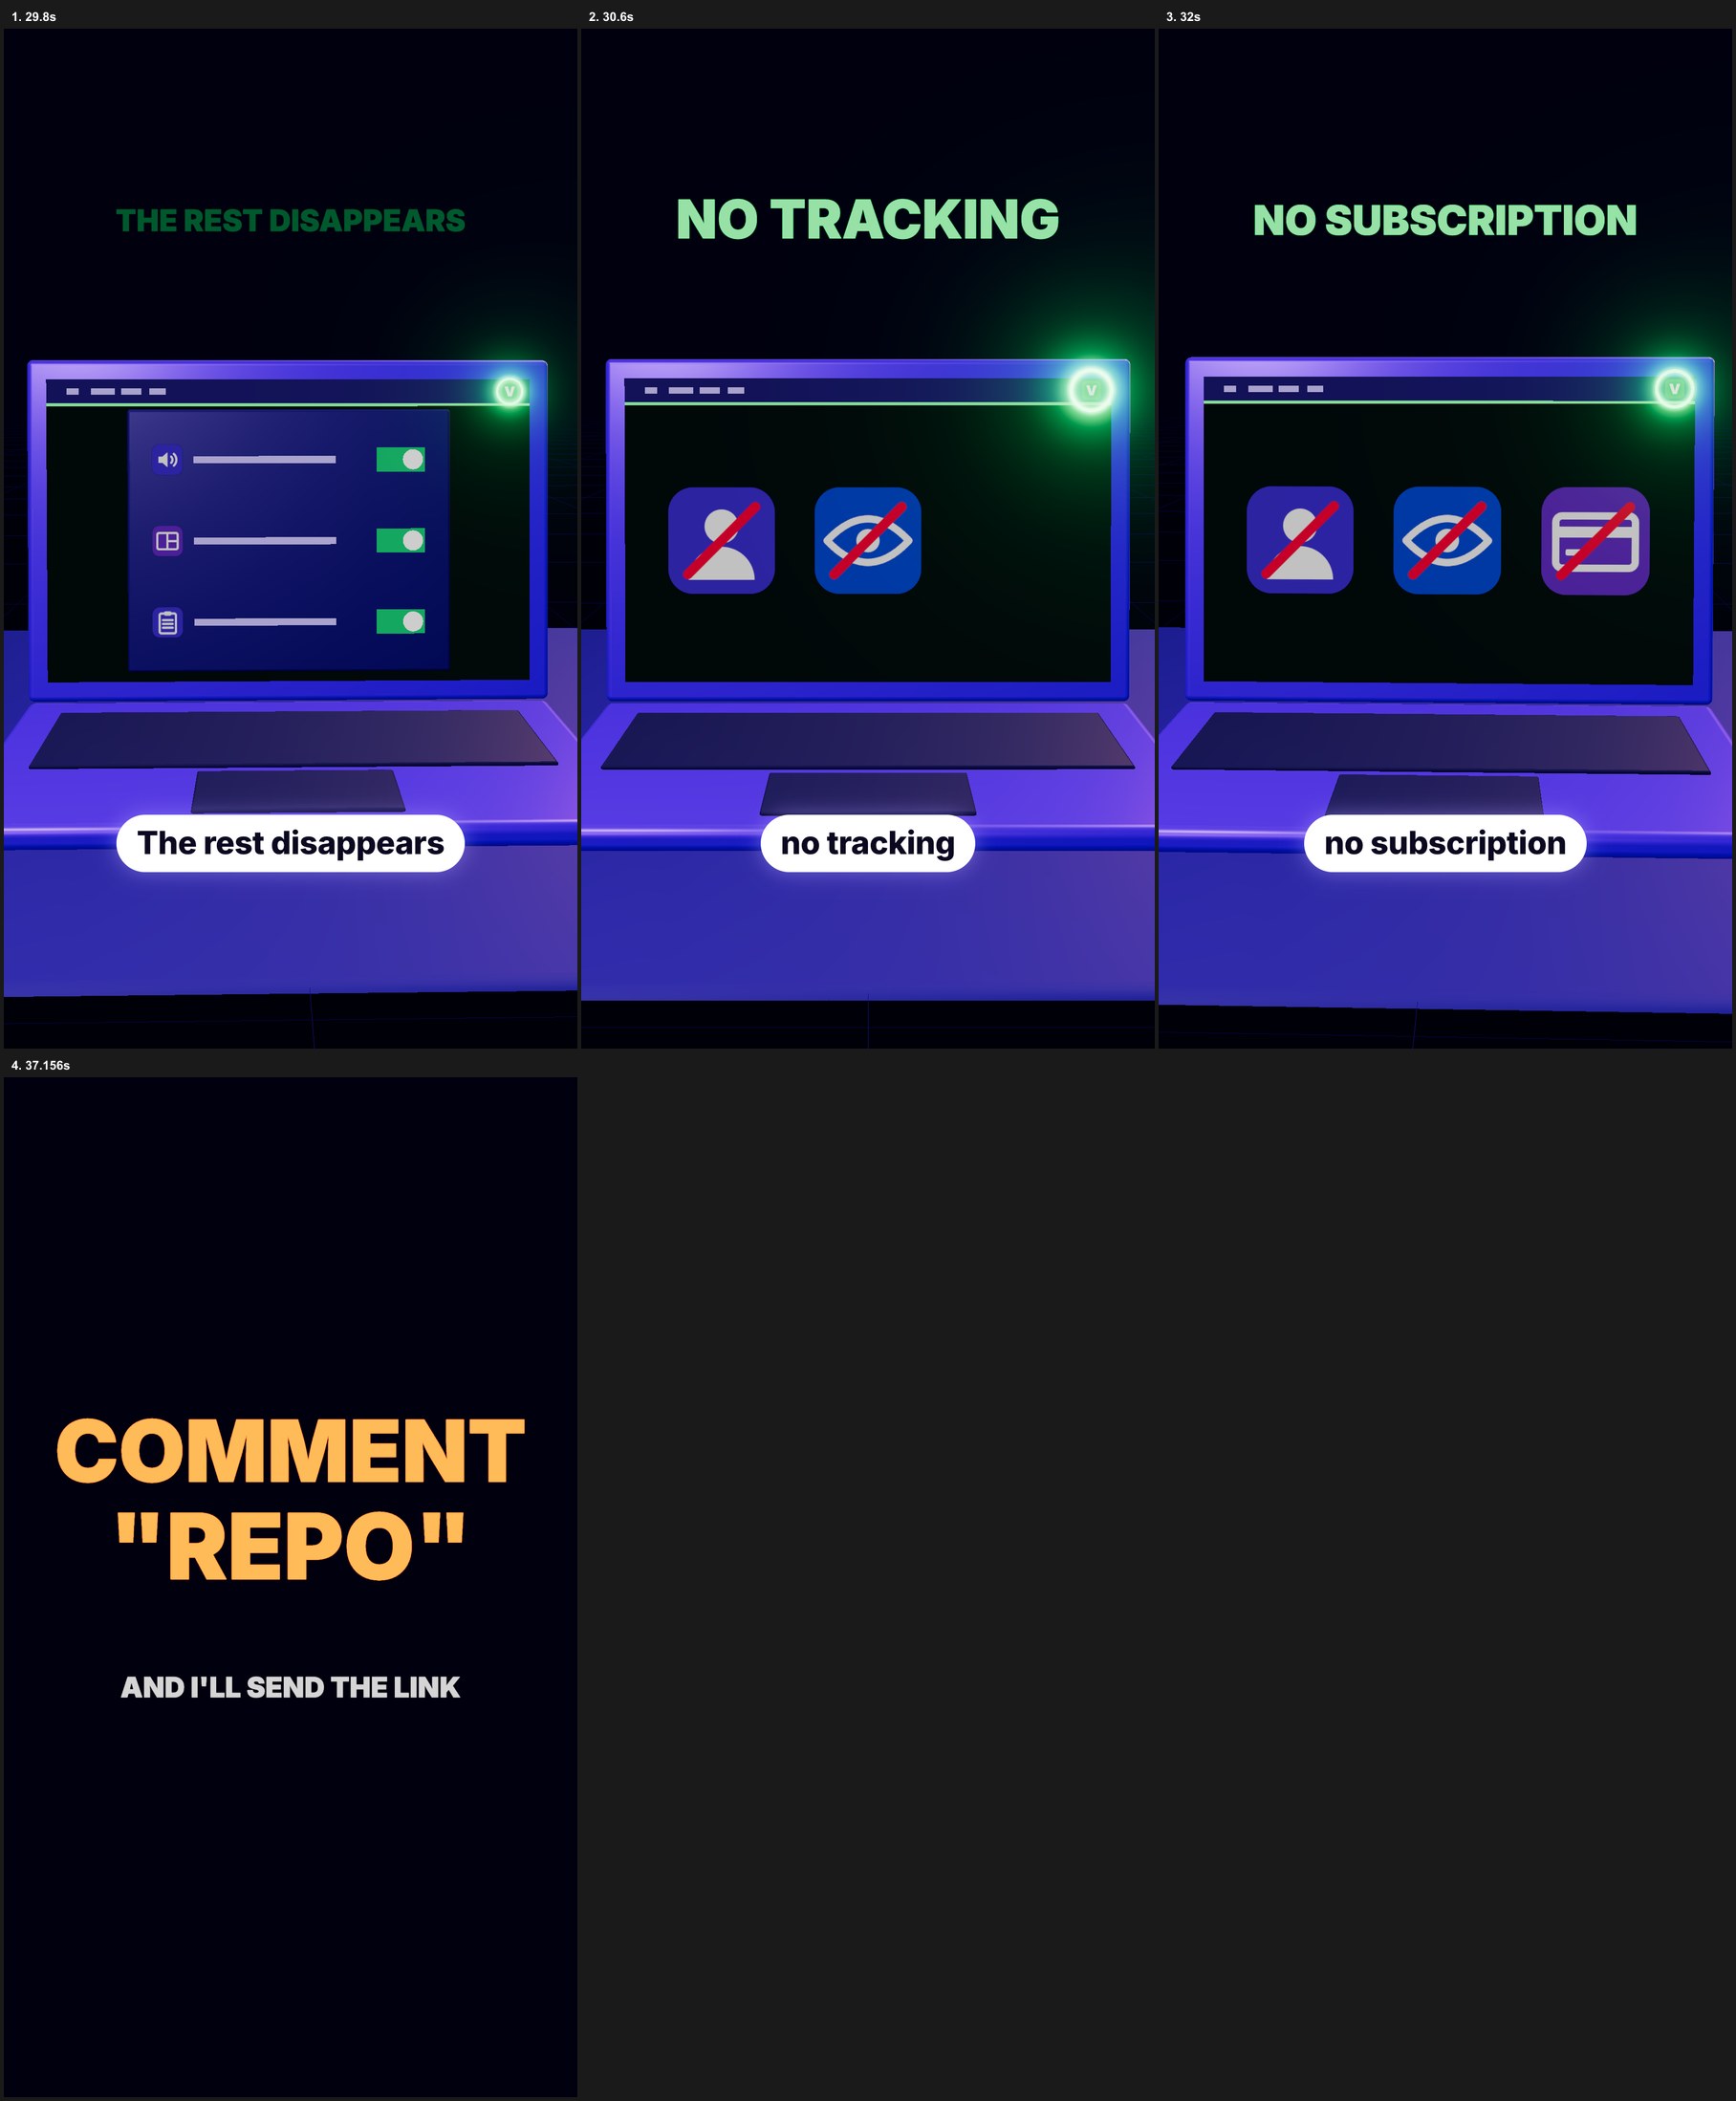 1. 29.8s
THE REST DISAPPEARS
V
The rest disappears
2. 30.6s
NO TRACKING
V
no tracking
3. 32s
NO SUBSCRIPTION
V
no subscription
4. 37.156s
COMMENT
"REPO"
AND I'LL SEND THE LINK